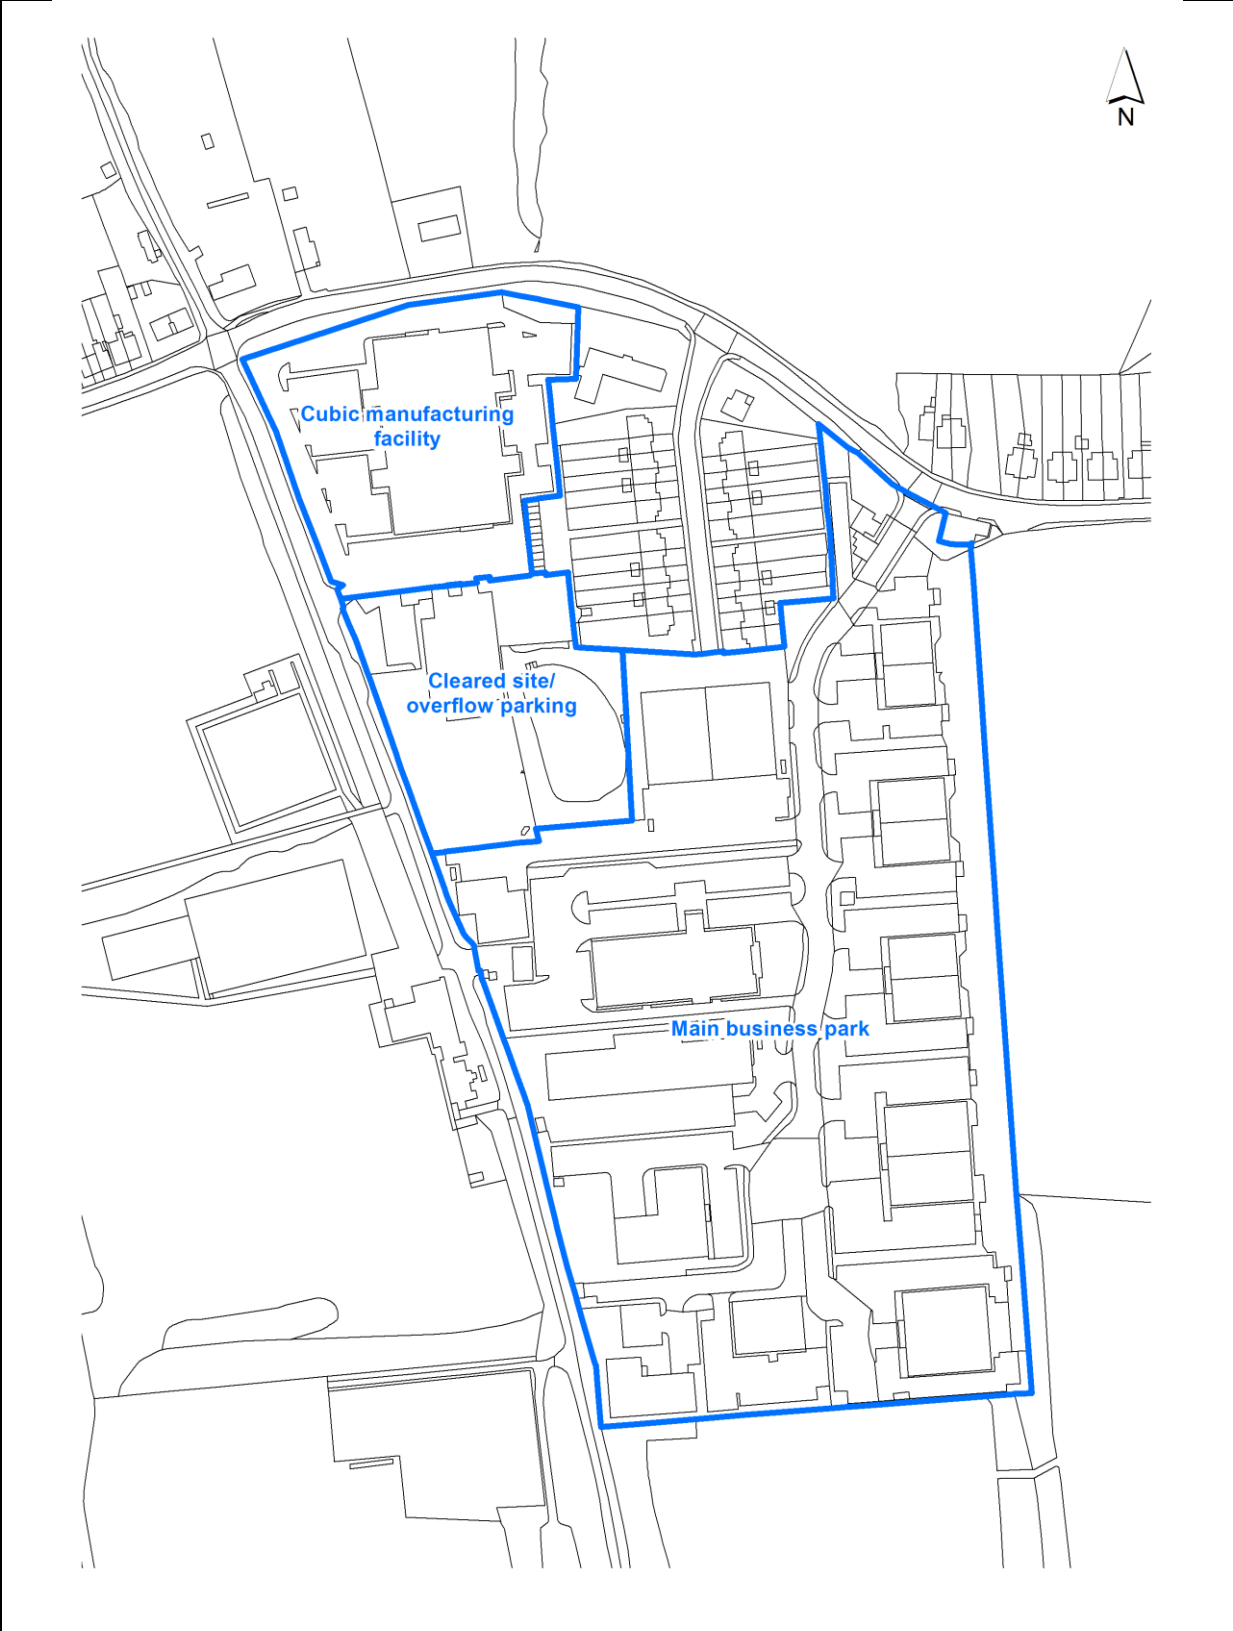 N
Cubic manufacturing
facility
Cleared site/
overflow parking
Main business park